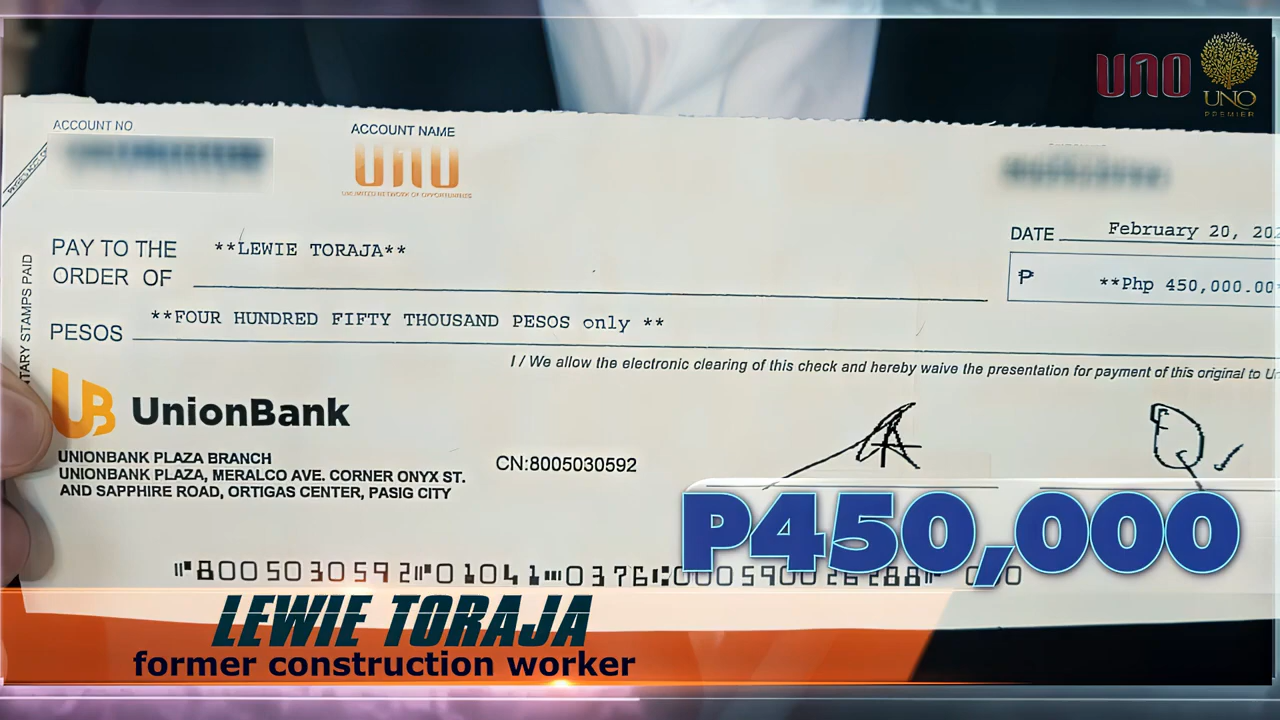 UNO
UNO
PREMIER
ACCOUNT NO
ACCOUNT NAME
UNO
UNLIMITED NETWORK OF OPPORTUNITIES
DATE February 20, 202
PAY TO THE
ORDER OF **LEWIE TORAJA**
₱ **Php 450,000.00*
PESOS **FOUR HUNDRED FIFTY THOUSAND PESOS only **
I / We allow the electronic clearing of this check and hereby waive the presentation for payment of this original to Un
TARY STAMPS PAID
UB UnionBank
UNIONBANK PLAZA BRANCH
UNIONBANK PLAZA, MERALCO AVE. CORNER ONYX ST.
AND SAPPHIRE ROAD, ORTIGAS CENTER, PASIG CITY
CN:8005030592
P450,000
LEWIE TORAJA
former construction worker